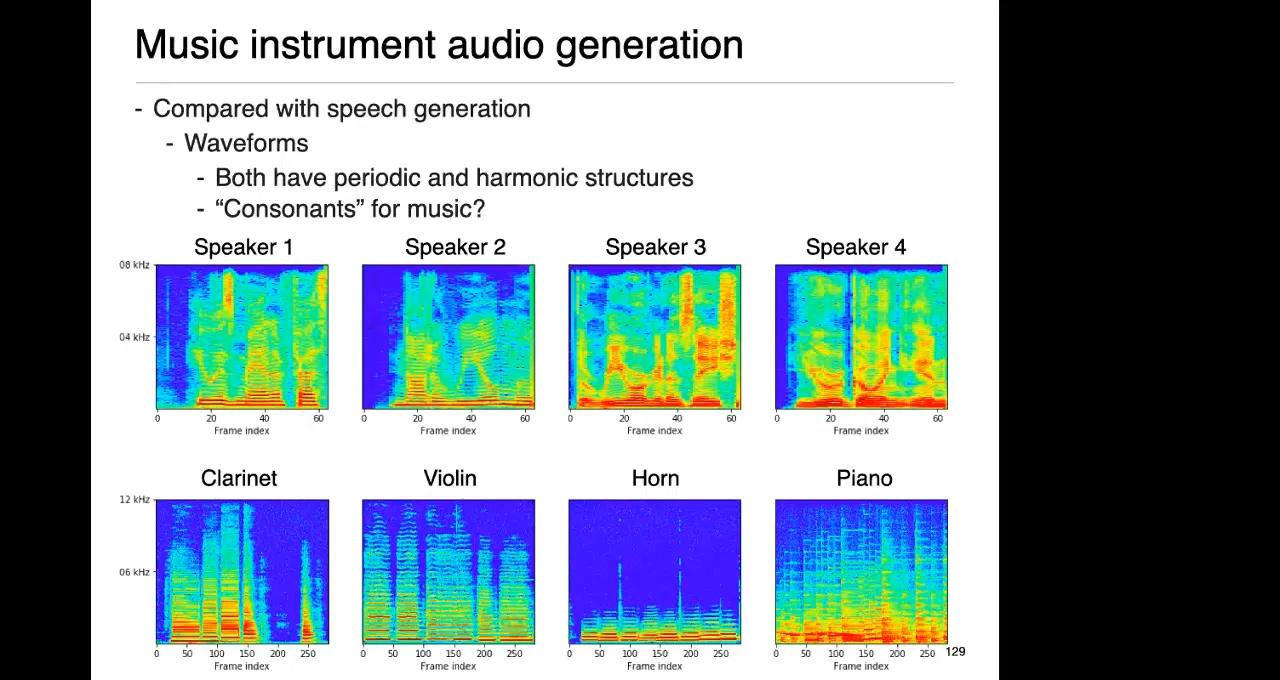 Music instrument audio generation
- Compared with speech generation
- Waveforms
- Both have periodic and harmonic structures
- “Consonants” for music?
Speaker 1 Speaker 2 Speaker 3 Speaker 4
08 kHz
04 kHz
0 20 40 60 0 20 40 60 0 20 40 60 0 20 40 60
Frame index Frame index Frame index Frame index
Clarinet Violin Horn Piano
12 kHz
06 kHz
0 50 100 150 200 250 0 50 100 150 200 250 0 50 100 150 200 250 0 50 100 150 200 250 129
Frame index Frame index Frame index Frame index